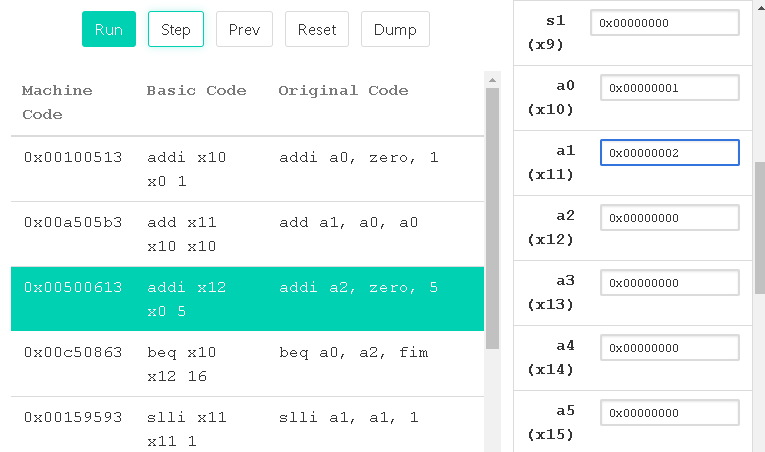 Run Step Prev Reset Dump
Machine Code Basic Code Original Code
0x00100513 addi x10 x0 1 addi a0, zero, 1
0x00a505b3 add x11 x10 x10 add a1, a0, a0
0x00500613 addi x12 x0 5 addi a2, zero, 5
0x00c50863 beq x10 x12 16 beq a0, a2, fim
0x00159593 slli x11 x11 1 slli a1, a1, 1
s1 (x9) 0x00000000
a0 (x10) 0x00000001
a1 (x11) 0x00000002
a2 (x12) 0x00000000
a3 (x13) 0x00000000
a4 (x14) 0x00000000
a5 (x15) 0x00000000